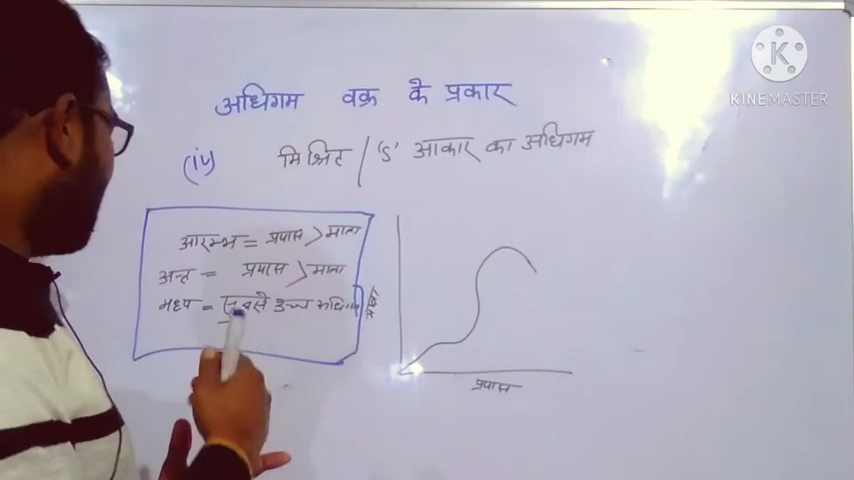 KINEMASTER
अधिगम वक्र के प्रकार
(iv) मिश्रित / 'S' आकार का अधिगम
आरम्भ = प्रयास > मात्रा
अन्त = प्रयास > मात्रा
मध्य = सबसे उच्च अधिगम
प्रयास